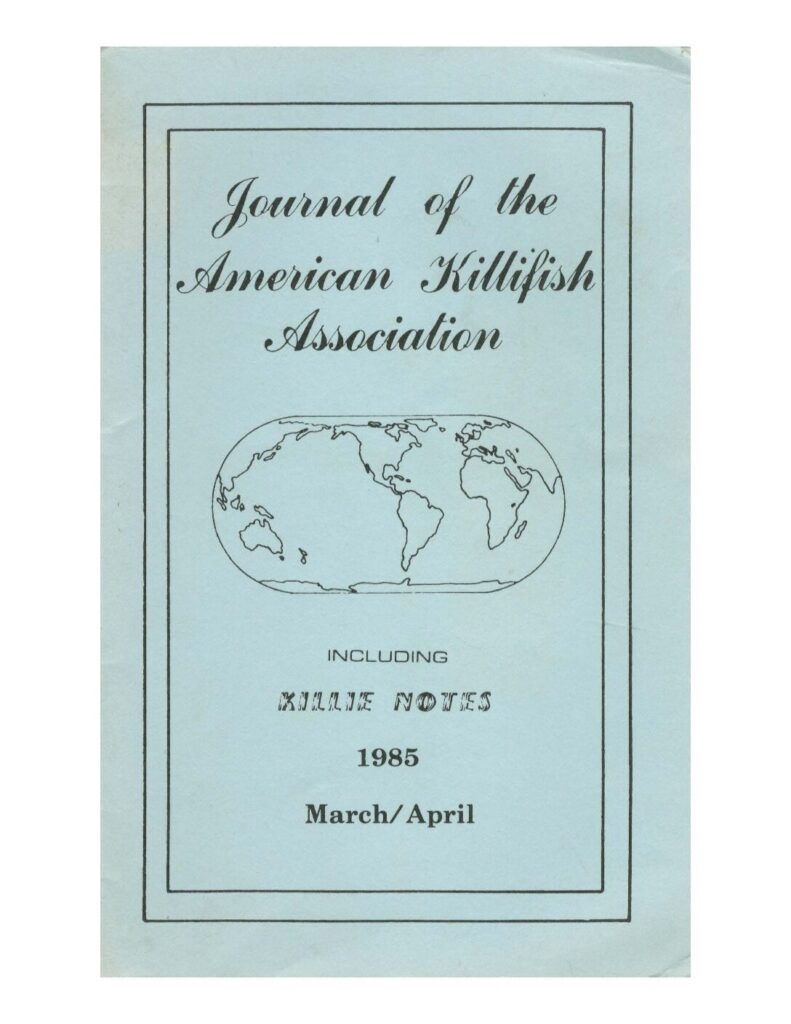 Journal of the
American Killifish
Association
INCLUDING
KILLIE NOTES
1985
March/April